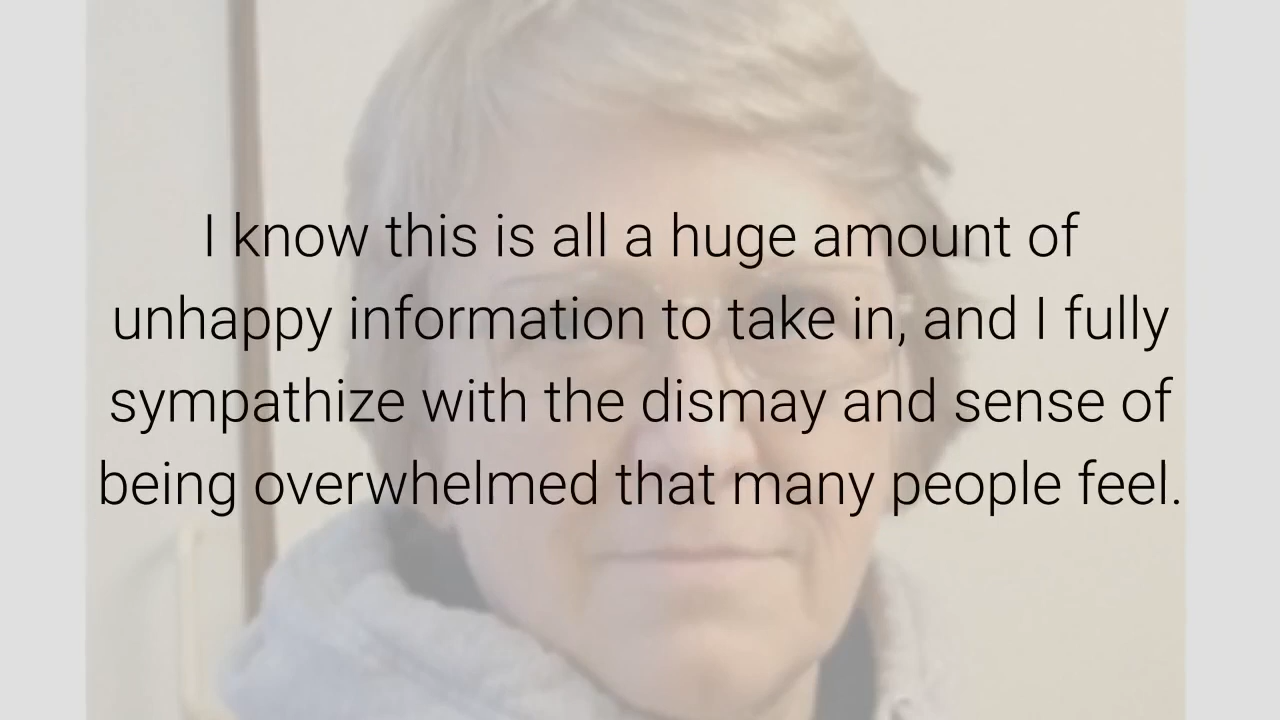 I know this is all a huge amount of
unhappy information to take in, and I fully
sympathize with the dismay and sense of
being overwhelmed that many people feel.